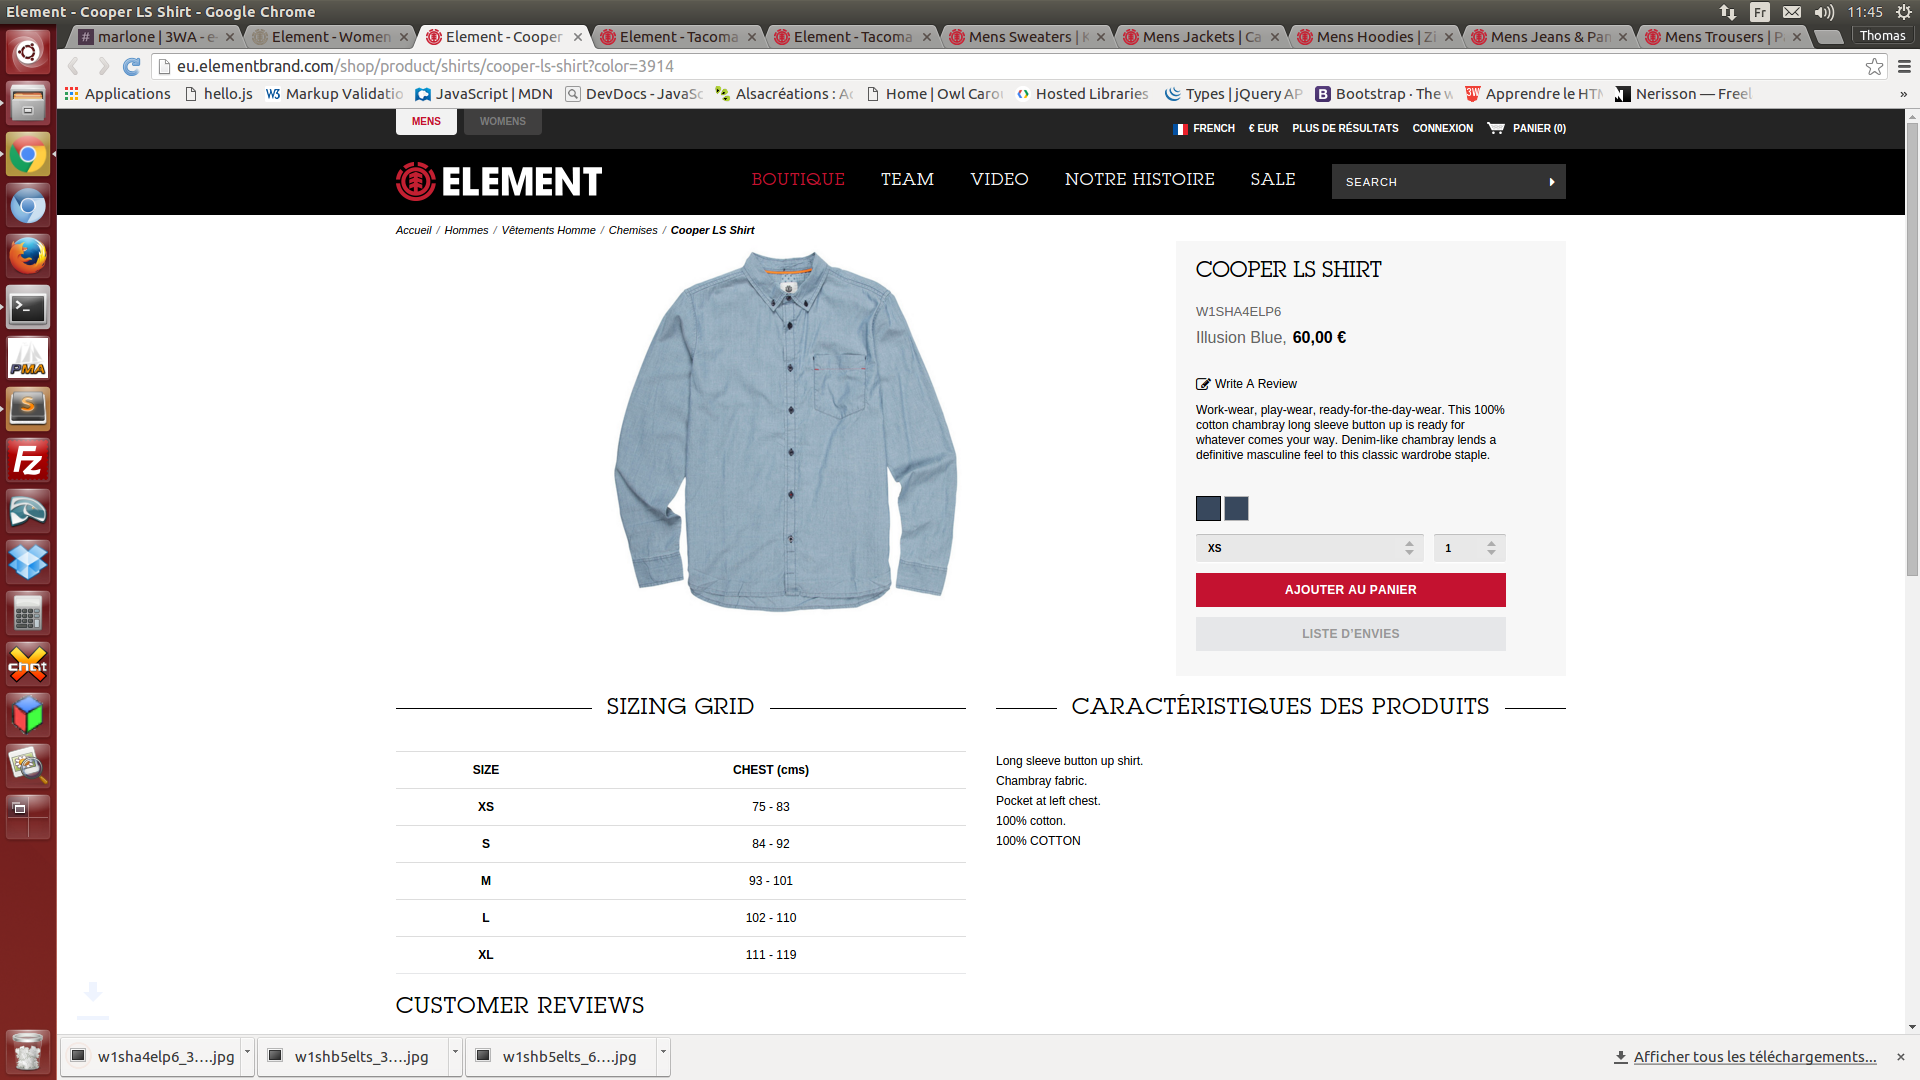 Element - Cooper LS Shirt - Google Chrome
Fr
11:45
marlone | 3WA - e-
Element - Women
Element - Cooper
Element - Tacoma
Element - Tacoma
Mens Sweaters | K
Mens Jackets | Ca
Mens Hoodies | Zi
Mens Jeans & Pan
Mens Trousers | P
Thomas
eu.elementbrand.com/shop/product/shirts/cooper-ls-shirt?color=3914
Applications
hello.js
Markup Validatio
JavaScript | MDN
DevDocs - JavaSc
Alsacréations : Ac
Home | Owl Carou
Hosted Libraries
Types | jQuery AP
Bootstrap · The w
Apprendre le HTM
Nerisson — Freel
»
MENS
WOMENS
FRENCH
€ EUR
PLUS DE RÉSULTATS
CONNEXION
PANIER (0)
ELEMENT
BOUTIQUE
TEAM
VIDEO
NOTRE HISTOIRE
SALE
SEARCH
Accueil / Hommes / Vêtements Homme / Chemises / Cooper LS Shirt
COOPER LS SHIRT
W1SHA4ELP6
Illusion Blue, 60,00 €
Write A Review
Work-wear, play-wear, ready-for-the-day-wear. This 100%
cotton chambray long sleeve button up is ready for
whatever comes your way. Denim-like chambray lends a
definitive masculine feel to this classic wardrobe staple.
XS
1
AJOUTER AU PANIER
LISTE D'ENVIES
SIZING GRID
SIZE CHEST (cms)
XS 75 - 83
S 84 - 92
M 93 - 101
L 102 - 110
XL 111 - 119
CARACTÉRISTIQUES DES PRODUITS
Long sleeve button up shirt.
Chambray fabric.
Pocket at left chest.
100% cotton.
100% COTTON
CUSTOMER REVIEWS
PMA
S
Fz
chat
w1sha4elp6_3....jpg
w1shb5elts_3....jpg
w1shb5elts_6....jpg
Afficher tous les téléchargements...